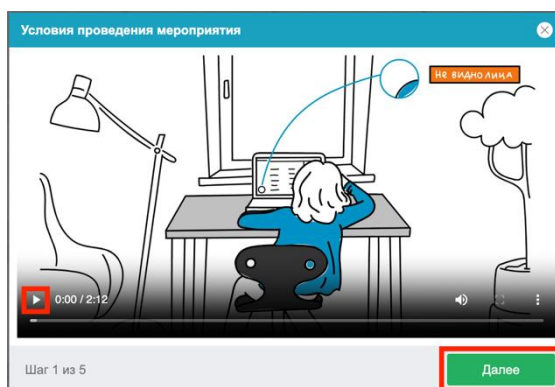 Условия проведения мероприятия
Не видно лица
0:00 / 2:12
Шаг 1 из 5
Далее